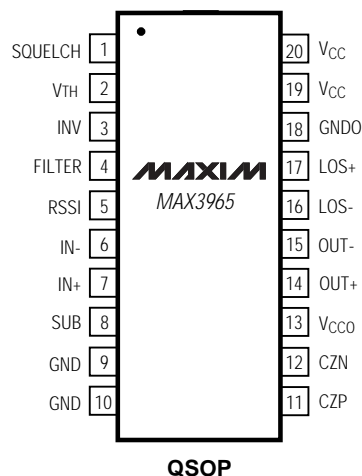 SQUELCH 1
VTH 2
INV 3
FILTER 4
RSSI 5
IN- 6
IN+ 7
SUB 8
GND 9
GND 10
MAXIM
MAX3965
20 VCC
19 VCC
18 GNDO
17 LOS+
16 LOS-
15 OUT-
14 OUT+
13 VCCO
12 CZN
11 CZP
QSOP